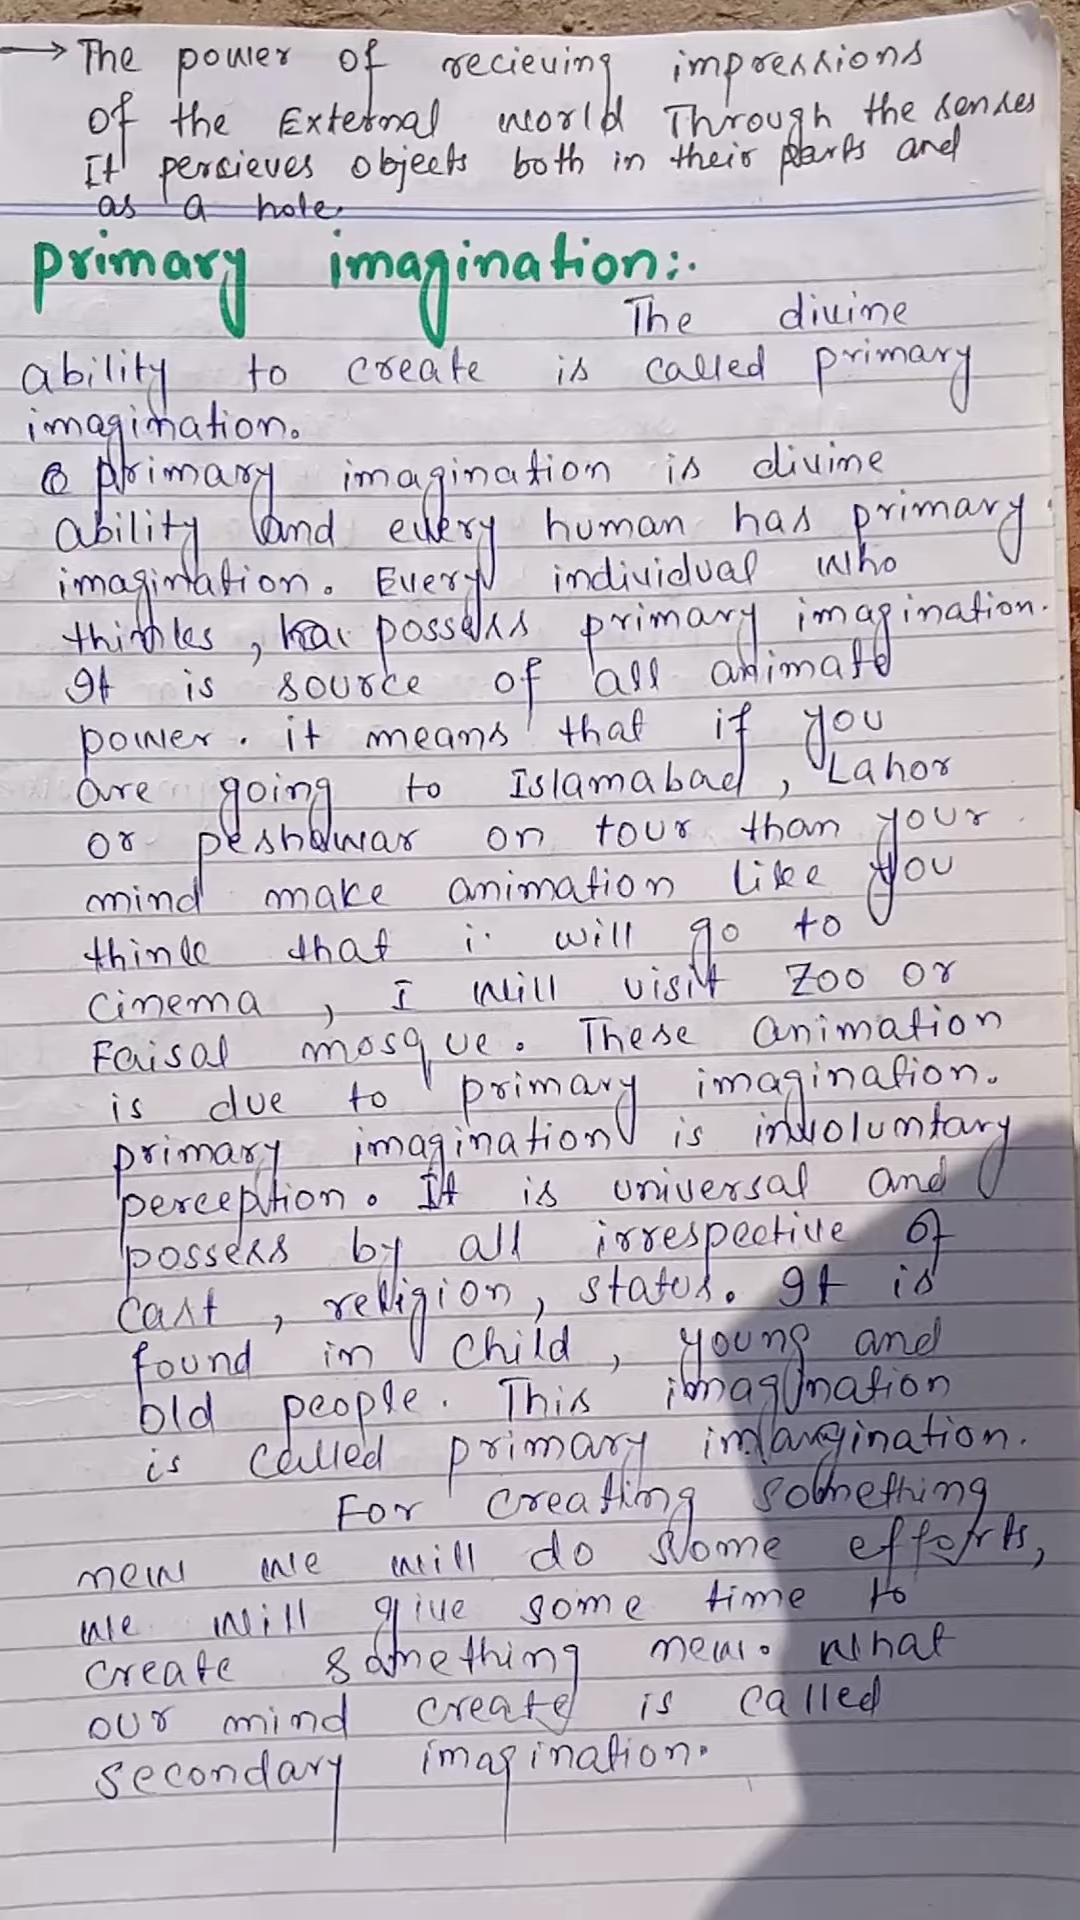 → The power of recieving impressions
of the External world Through the senses
It percieves objects both in their parts and
as a hole.
primary imagination:.
The divine
ability to create is called primary
imagination.
primary imagination is divine
ability and every human has primary
imagination. Every individual who
thinks, possess primary imagination.
It is source of all animate
power. it means that if you
are going to Islamabad, Lahor
or peshawar on tour than your
mind make animation like you
think that i will go to
cinema, I will visit Zoo or
Faisal mosque. These animation
is due to primary imagination.
primary imagination is involuntary
perception. It is universal and
possess by all irrespective of
cast, religion, status. It is
found in child, young and
old people. This imagination
is called primary imagination.
For creating something
new we will do some efforts,
we will give some time to
create something new. what
our mind create is called
secondary imagination.